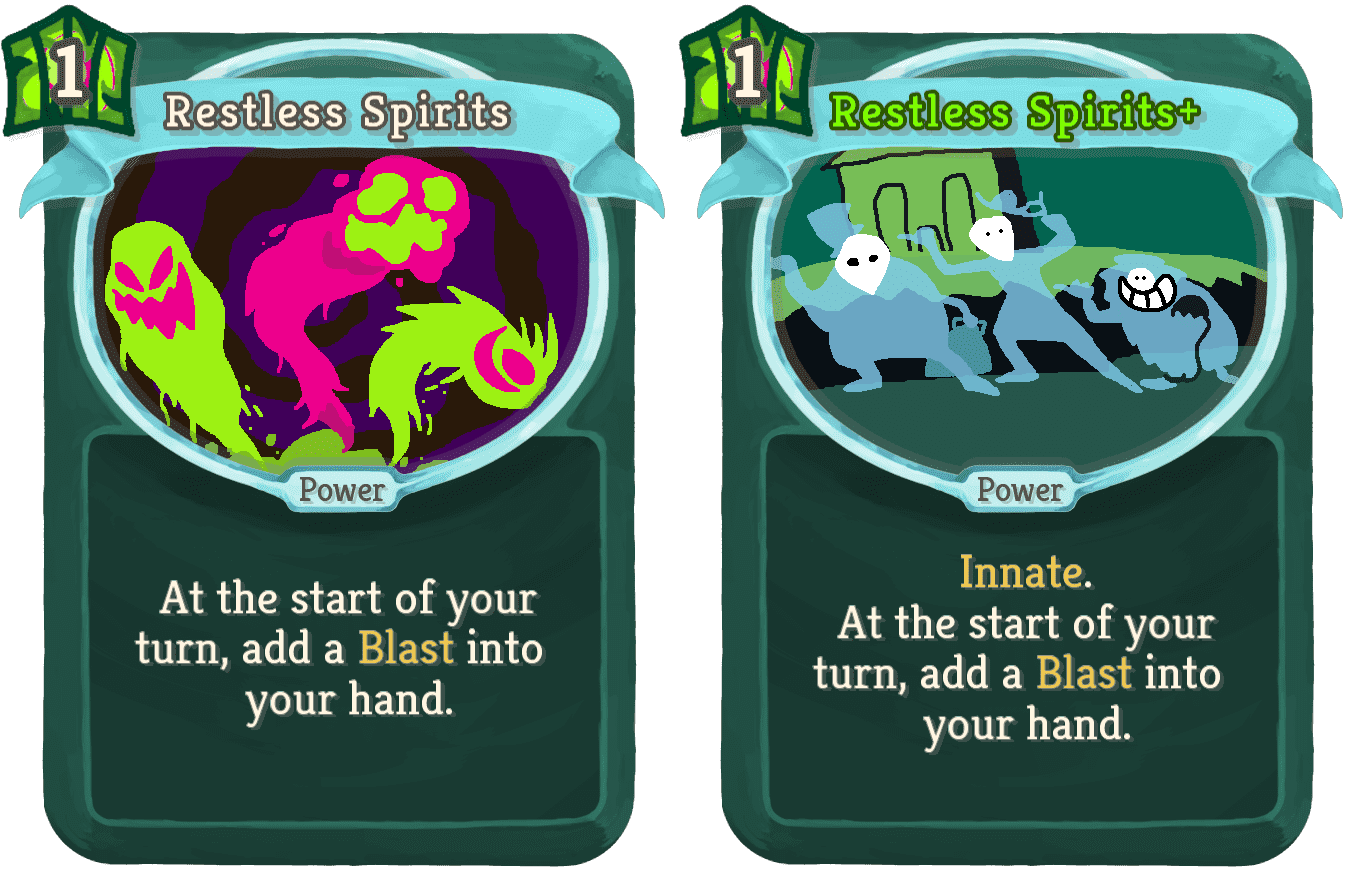 1
Restless Spirits
Power
At the start of your
turn, add a Blast into
your hand.
1
Restless Spirits+
Power
Innate.
At the start of your
turn, add a Blast into
your hand.